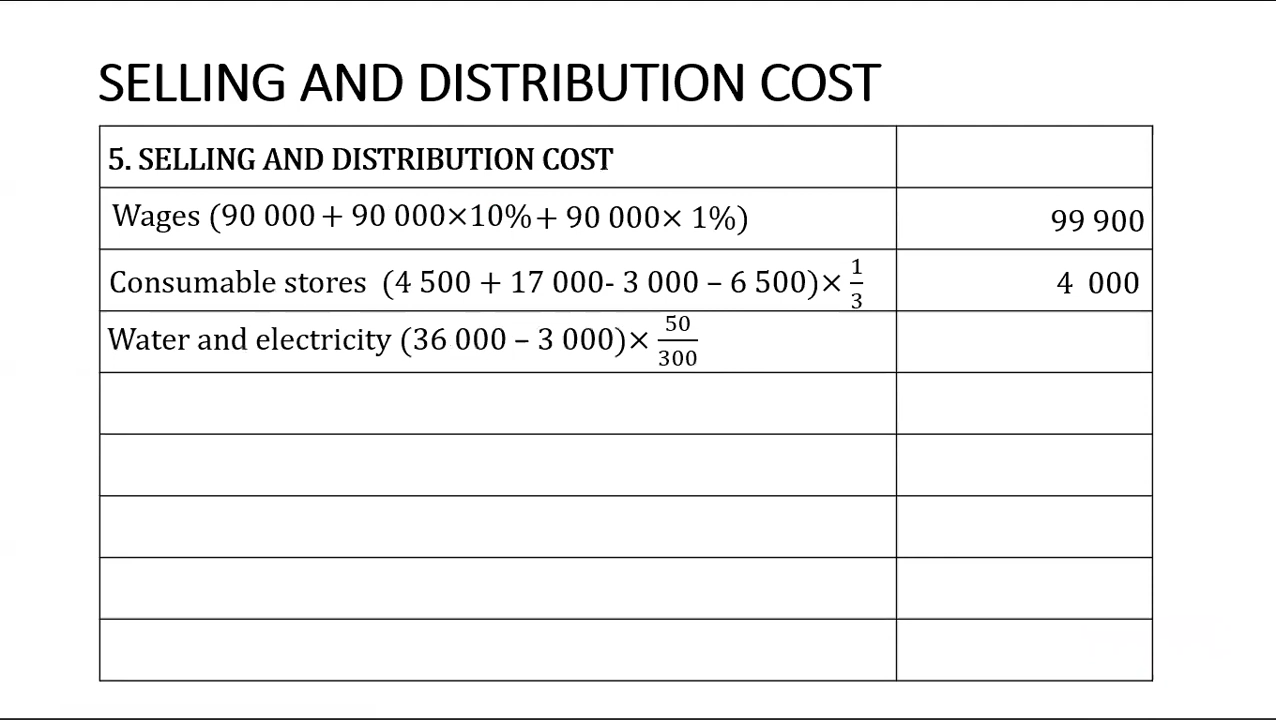 SELLING AND DISTRIBUTION COST
5. SELLING AND DISTRIBUTION COST
Wages (90 000 + 90 000×10% + 90 000× 1%) 99 900
Consumable stores (4 500 + 17 000- 3 000 – 6 500)× 1/3 4 000
Water and electricity (36 000 – 3 000)× 50/300